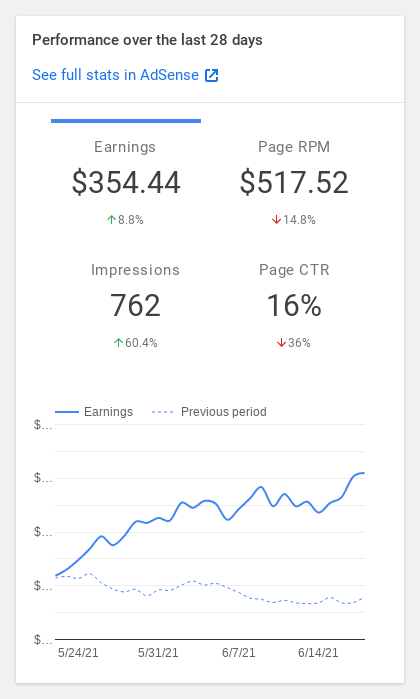 Performance over the last 28 days
See full stats in AdSense
Earnings Page RPM
$354.44 $517.52
8.8% 14.8%
Impressions Page CTR
762 16%
60.4% 36%
Earnings Previous period
$...
$...
$...
$...
$...
5/24/21 5/31/21 6/7/21 6/14/21